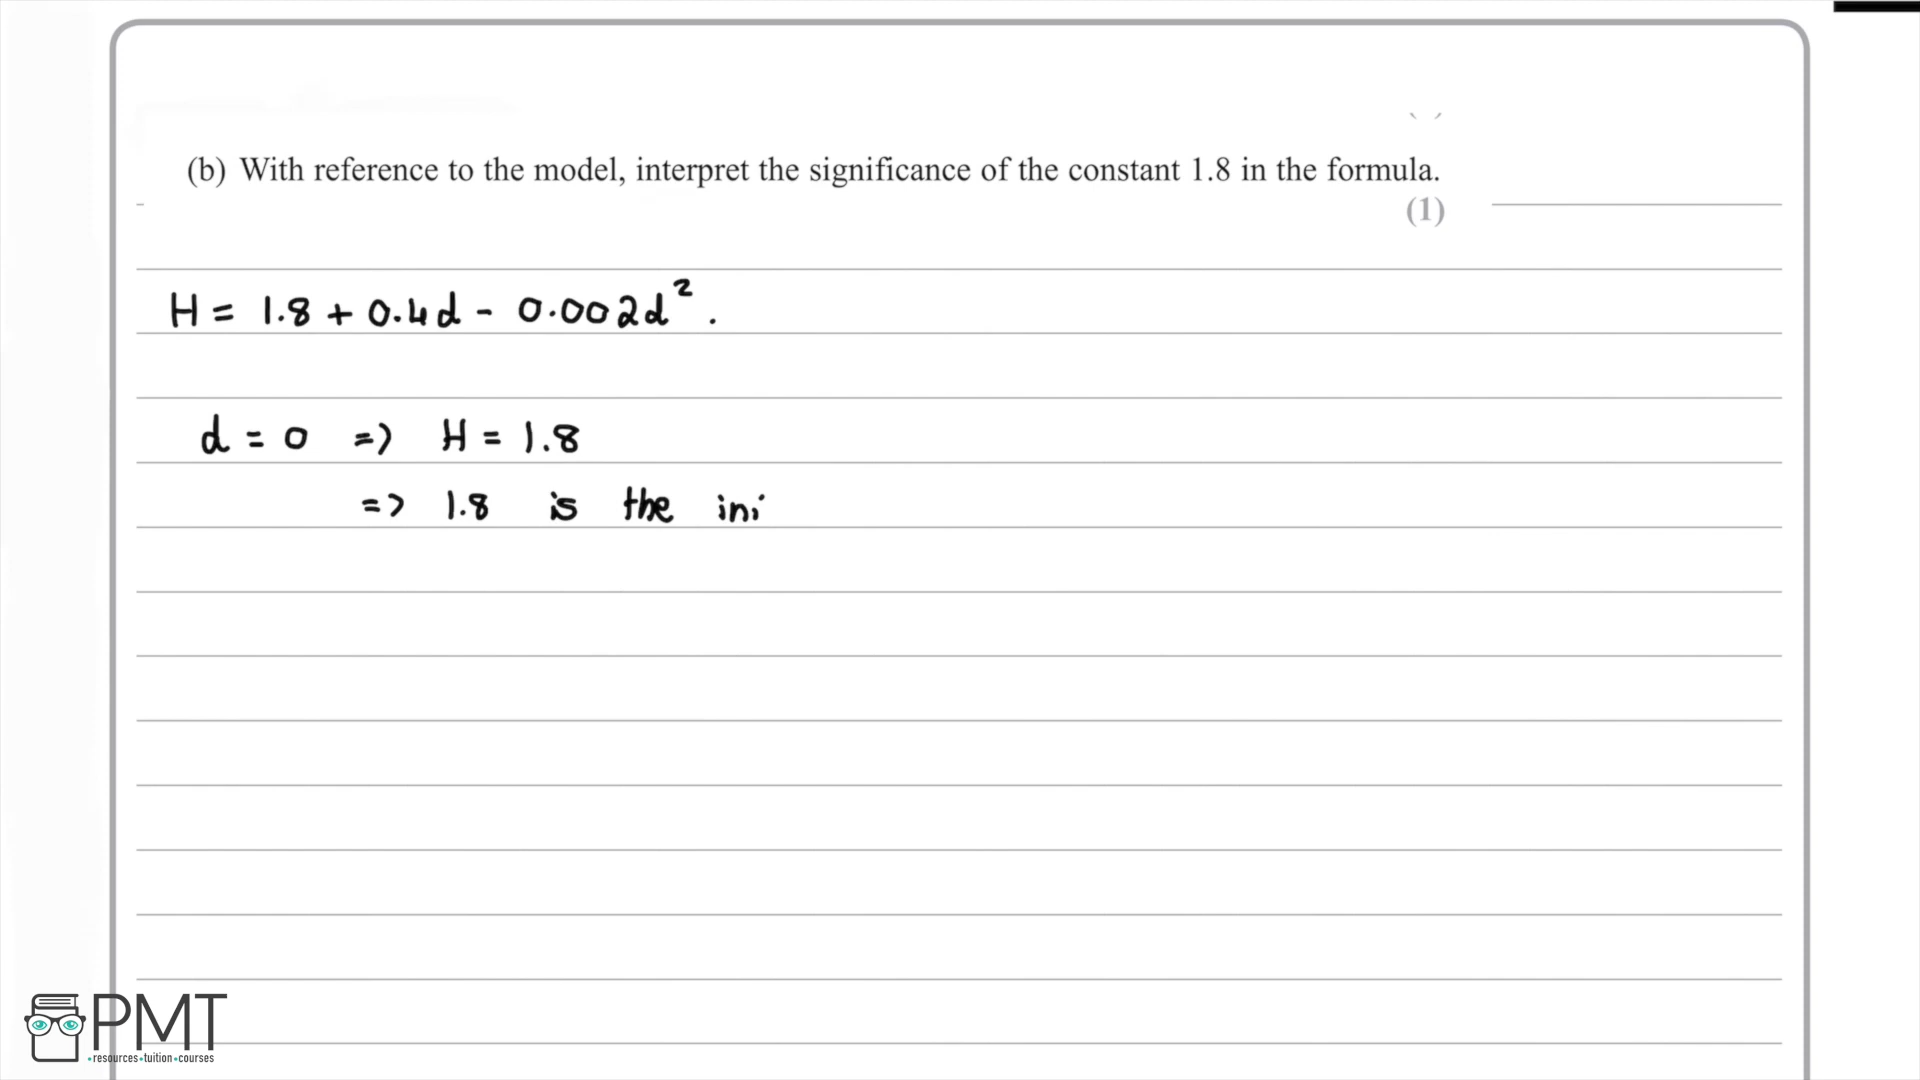 (b) With reference to the model, interpret the significance of the constant 1.8 in the formula.
(1)
H = 1.8 + 0.4d - 0.002d².
d = 0 => H = 1.8
=> 1.8 is the ini
PMT
•resources•tuition•courses